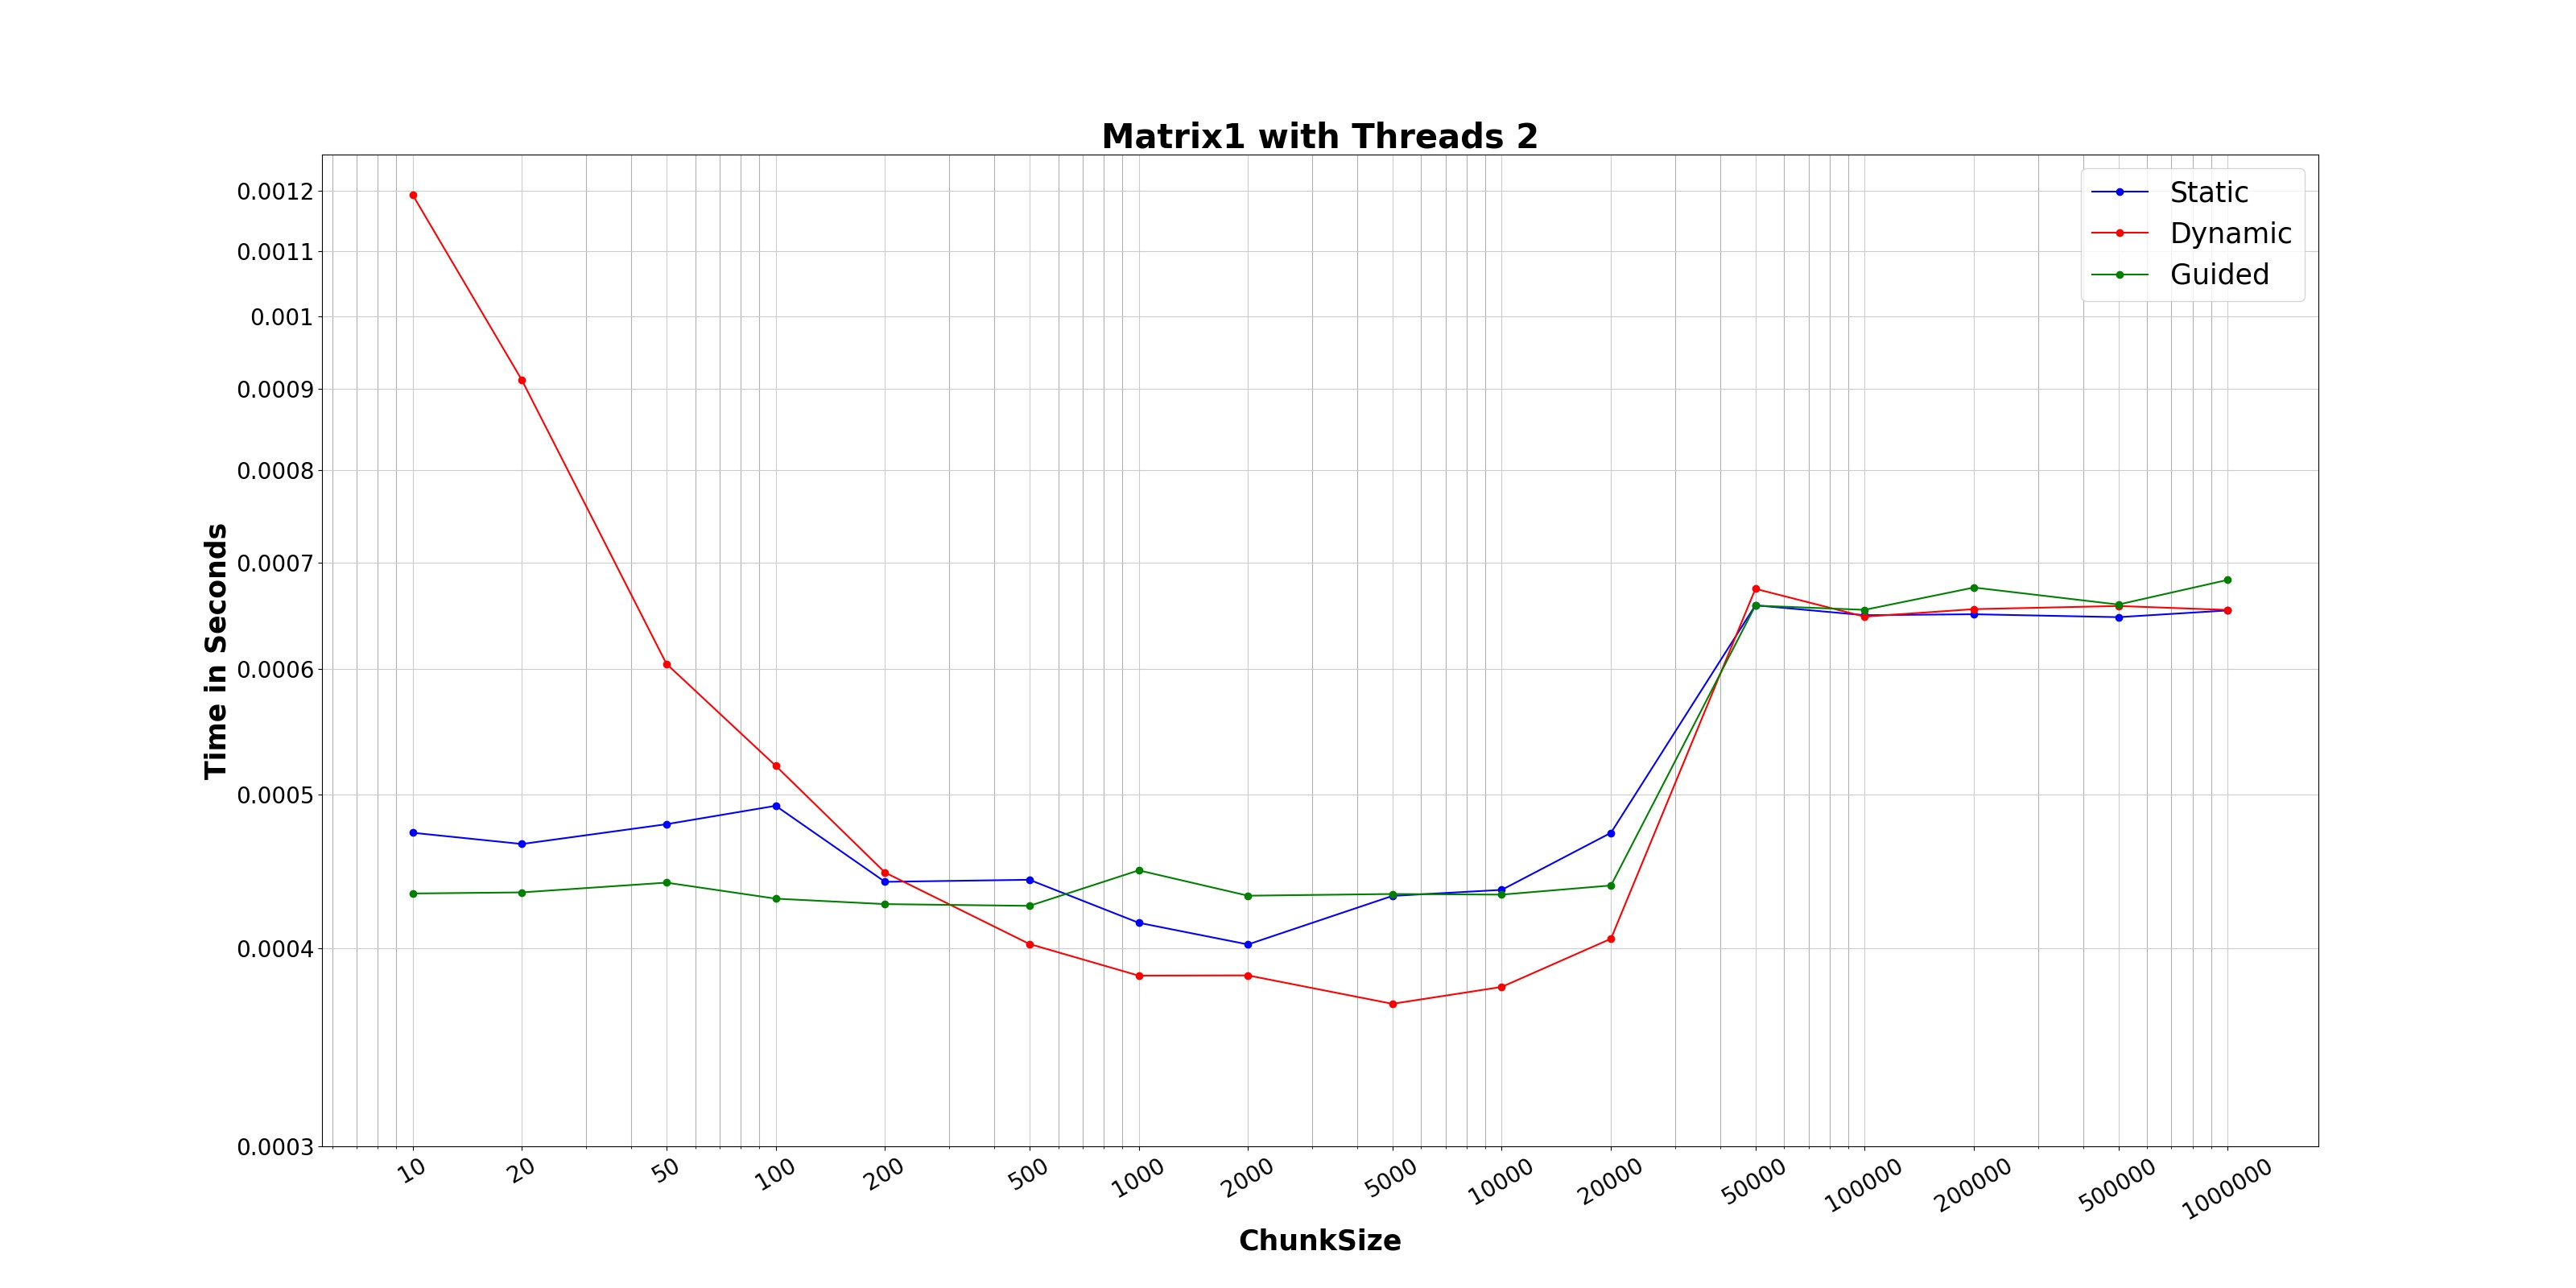 Matrix1 with Threads 2
Static
Dynamic
Guided
0.0012
0.0011
0.001
0.0009
0.0008
0.0007
0.0006
0.0005
0.0004
0.0003
Time in Seconds
10 20 50 100 200 500 1000 2000 5000 10000 20000 50000 100000 200000 500000 1000000
ChunkSize